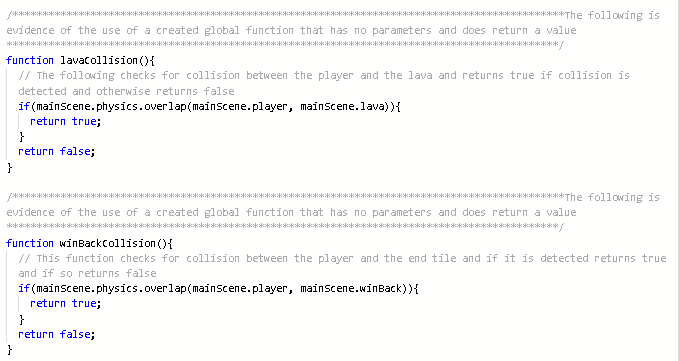 /********************************************************************************************The following is
evidence of the use of a created global function that has no parameters and does return a value
********************************************************************************************/
function lavaCollision(){
// The following checks for collision between the player and the lava and returns true if collision is
detected and otherwise returns false
if(mainScene.physics.overlap(mainScene.player, mainScene.lava)){
return true;
}
return false;
}
/********************************************************************************************The following is
evidence of the use of a created global function that has no parameters and does return a value
********************************************************************************************/
function winBackCollision(){
// This function checks for collision between the player and the end tile and if it is detected returns true
and if so returns false
if(mainScene.physics.overlap(mainScene.player, mainScene.winBack)){
return true;
}
return false;
}